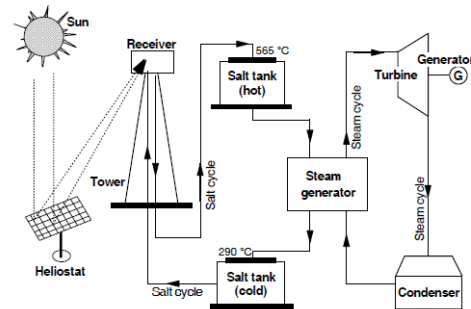 Sun
Receiver
565 °C
Salt tank
(hot)
Generator
Turbine
G
Steam cycle
Salt cycle
Steam
generator
Steam cycle
Tower
290 °C
Salt tank
(cold)
Salt cycle
Heliostat
Condenser